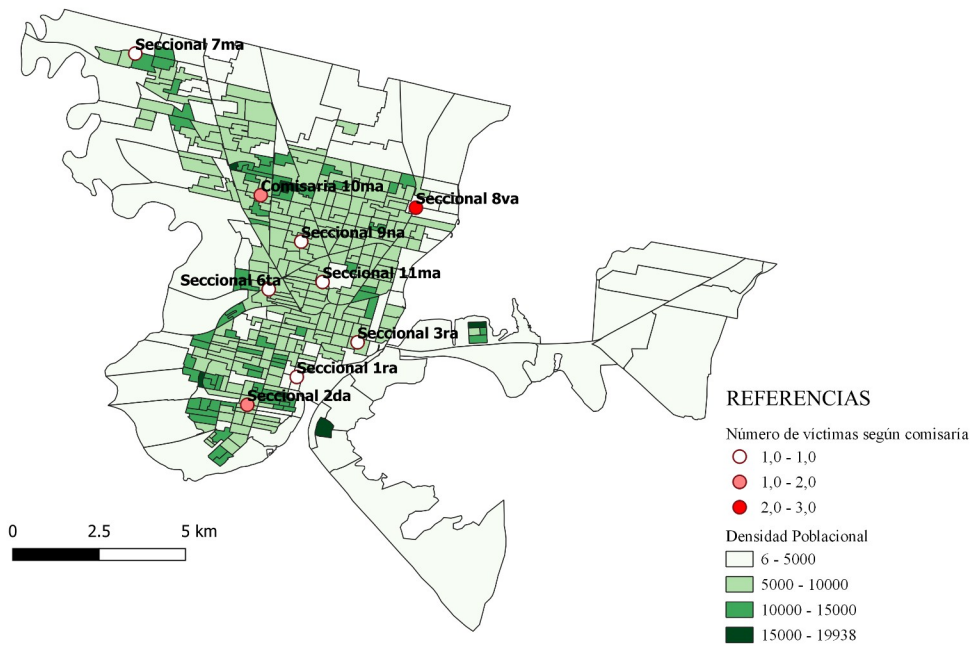 Seccional 7ma
Comisaria 10ma
Seccional 8va
Seccional 9na
Seccional 11ma
Seccional 6ta
Seccional 3ra
Seccional 1ra
Seccional 2da
0 2.5 5 km
REFERENCIAS
Número de víctimas según comisaría
1,0 - 1,0
1,0 - 2,0
2,0 - 3,0
Densidad Poblacional
6 - 5000
5000 - 10000
10000 - 15000
15000 - 19938